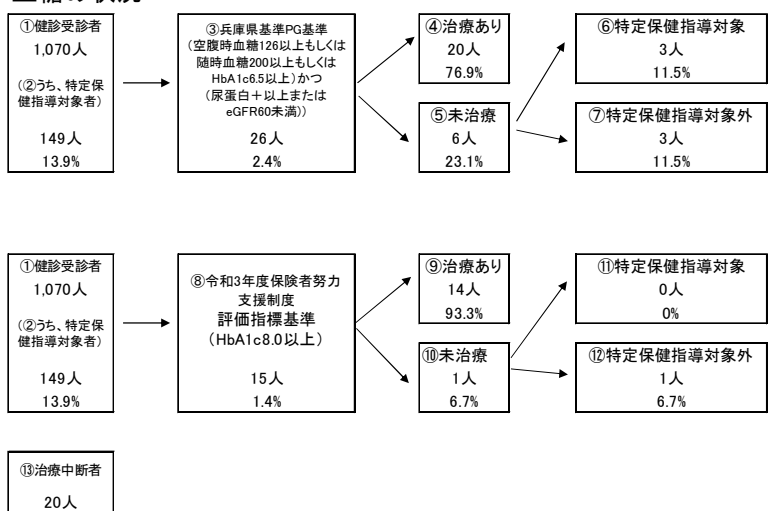 ①健診受診者
1,070人
（②うち、特定保
健指導対象者）
149人
13.9%
③兵庫県基準PG基準
（空腹時血糖126以上もしくは
随時血糖200以上もしくは
HbA1c6.5以上）かつ
（尿蛋白＋以上または
eGFR60未満））
26人
2.4%
④治療あり
20人
76.9%
⑤未治療
6人
23.1%
⑥特定保健指導対象
3人
11.5%
⑦特定保健指導対象外
3人
11.5%
①健診受診者
1,070人
（②うち、特定保
健指導対象者）
149人
13.9%
⑧令和3年度保険者努力
支援制度
評価指標基準
（HbA1c8.0以上）
15人
1.4%
⑨治療あり
14人
93.3%
⑩未治療
1人
6.7%
⑪特定保健指導対象
0人
0%
⑫特定保健指導対象外
1人
6.7%
⑬治療中断者
20人